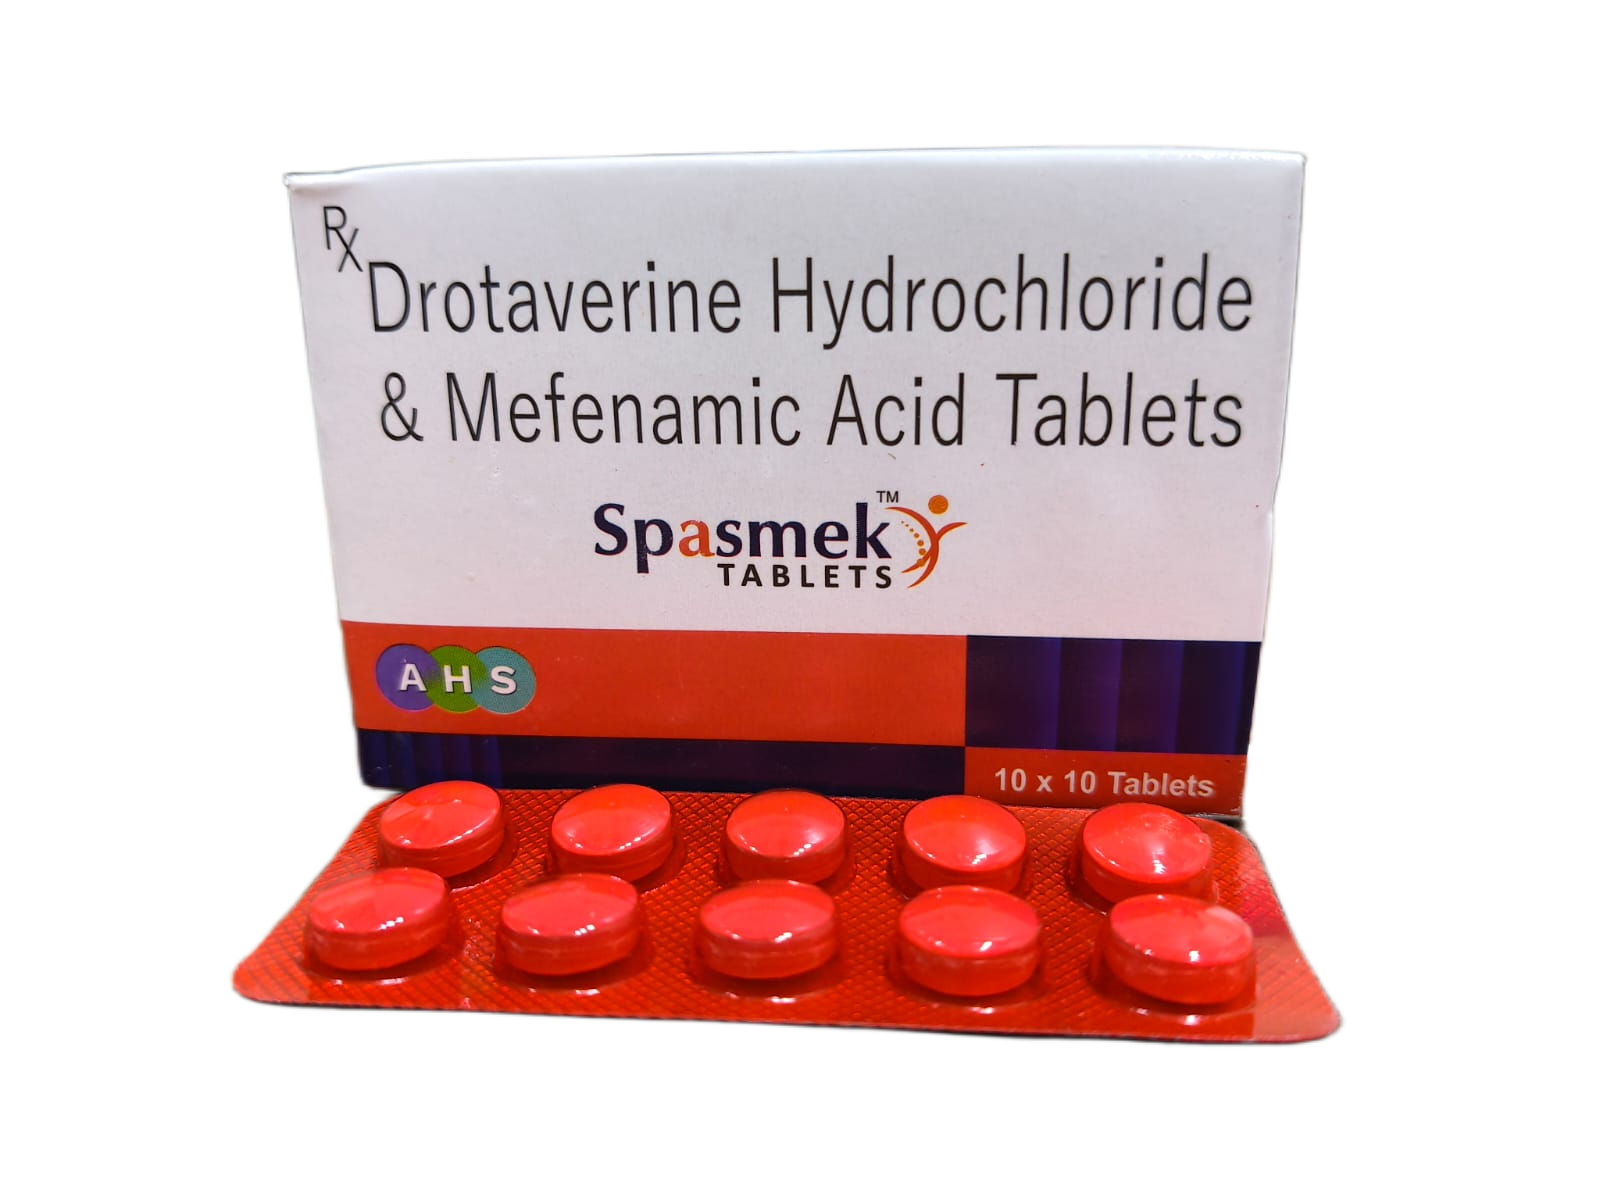 Rx
Drotaverine Hydrochloride
& Mefenamic Acid Tablets
Spasmek™
TABLETS
AHS
10 x 10 Tablets